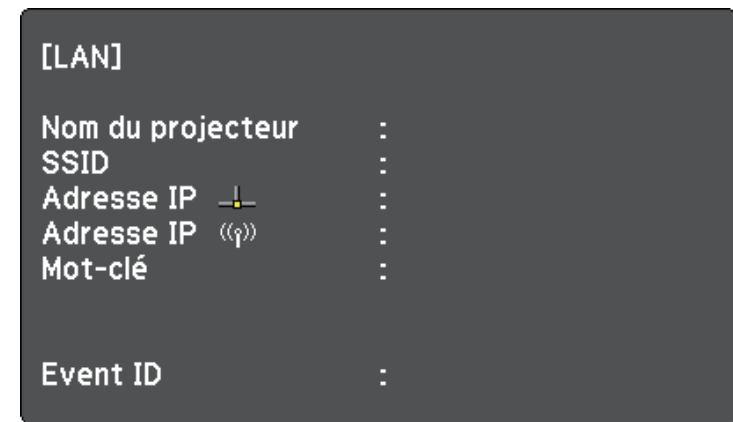 [LAN]
Nom du projecteur :
SSID :
Adresse IP :
Adresse IP :
Mot-clé :
Event ID :